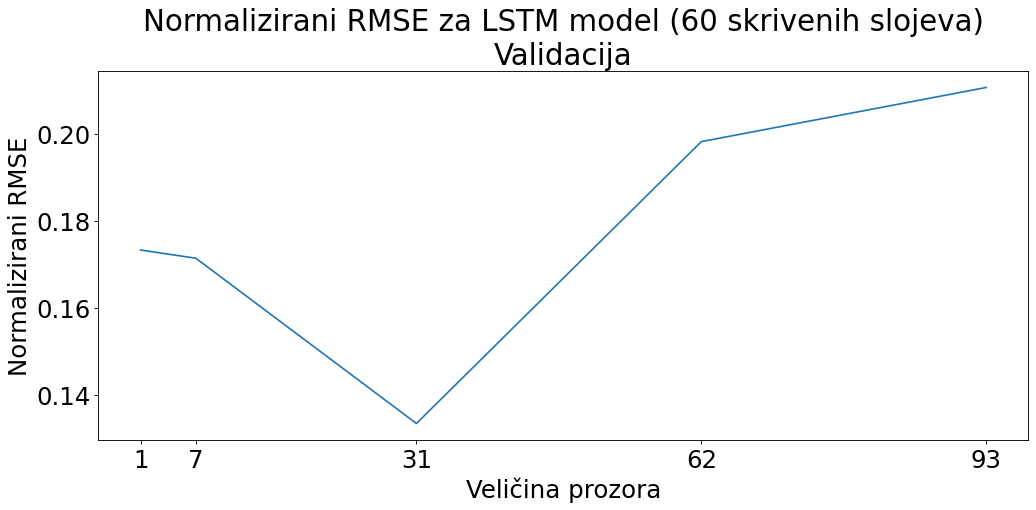 Normalizirani RMSE za LSTM model (60 skrivenih slojeva)
Validacija
Normalizirani RMSE
0.20
0.18
0.16
0.14
1 7 31 62 93
Veličina prozora